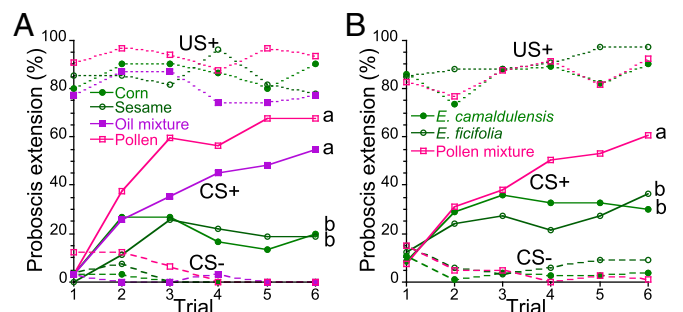 A
Proboscis extension (%)
100
80
60
40
20
0
US+
Corn
Sesame
Oil mixture
Pollen
a
a
CS+
b
b
CS-
1 2 3 4 5 6
Trial
B
Proboscis extension (%)
100
80
60
40
20
0
US+
E. camaldulensis
E. ficifolia
Pollen mixture
a
CS+
b
b
CS-
1 2 3 4 5 6
Trial